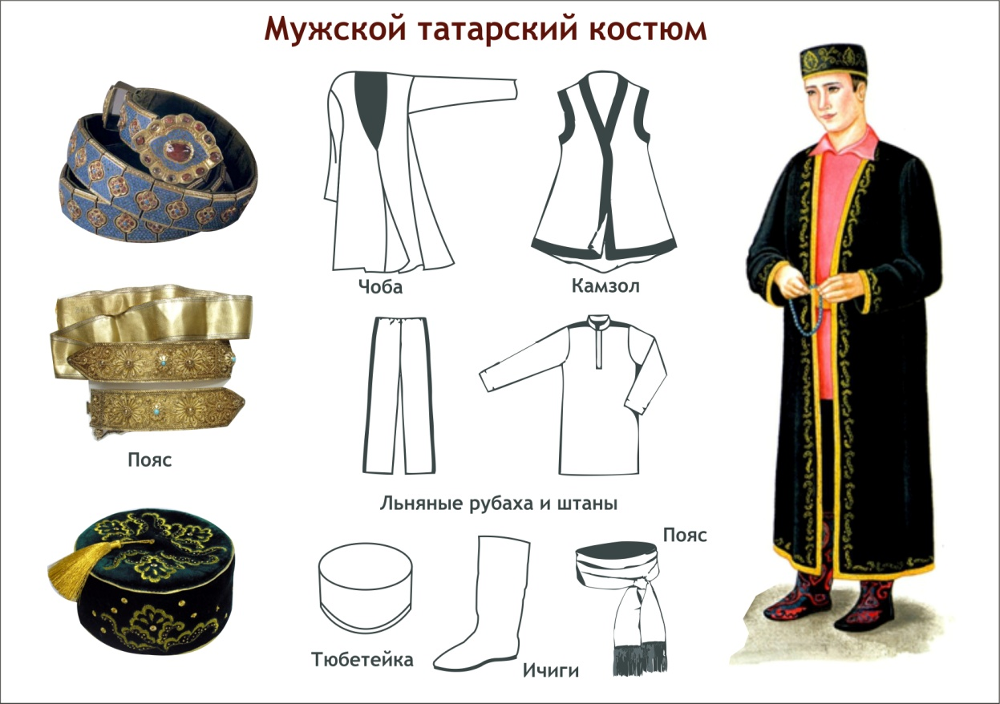 Мужской татарский костюм
Чоба
Камзол
Пояс
Льняные рубаха и штаны
Пояс
Тюбетейка
Ичиги